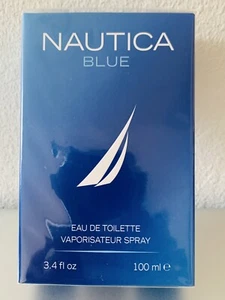 NAUTICA
BLUE
EAU DE TOILETTE
VAPORISATEUR SPRAY
3.4 fl oz 100 ml ℮